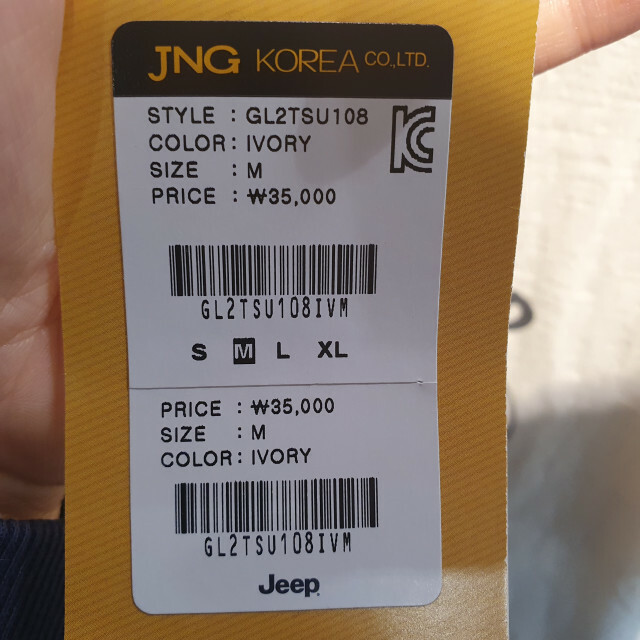 JNG KOREA CO.,LTD.
STYLE : GL2TSU108
COLOR : IVORY
SIZE : M
PRICE : ₩35,000
KC
GL2TSU108IVM
S M L XL
PRICE : ₩35,000
SIZE : M
COLOR : IVORY
GL2TSU108IVM
Jeep